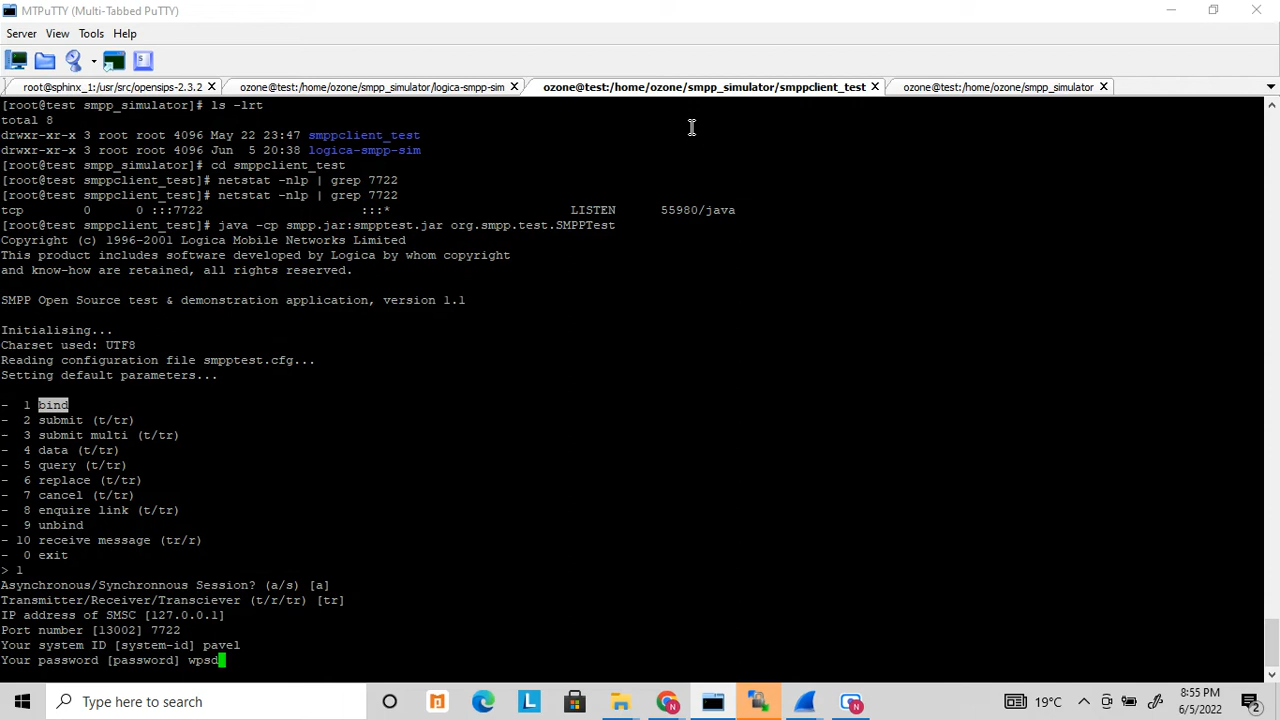 MTPuTTY (Multi-Tabbed PuTTY)
Server View Tools Help
root@sphinx_1:/usr/src/opensips-2.3.2 ozone@test:/home/ozone/smpp_simulator/logica-smpp-sim ozone@test:/home/ozone/smpp_simulator/smppclient_test ozone@test:/home/ozone/smpp_simulator
[root@test smpp_simulator]# ls -lrt
total 8
drwxr-xr-x 3 root root 4096 May 22 23:47 smppclient_test
drwxr-xr-x 3 root root 4096 Jun  5 20:38 logica-smpp-sim
[root@test smpp_simulator]# cd smppclient_test
[root@test smppclient_test]# netstat -nlp | grep 7722
[root@test smppclient_test]# netstat -nlp | grep 7722
tcp        0      0 :::7722                     :::*                        LISTEN      55980/java
[root@test smppclient_test]# java -cp smpp.jar:smpptest.jar org.smpp.test.SMPPTest
Copyright (c) 1996-2001 Logica Mobile Networks Limited
This product includes software developed by Logica by whom copyright
and know-how are retained, all rights reserved.
SMPP Open Source test & demonstration application, version 1.1
Initialising...
Charset used: UTF8
Reading configuration file smpptest.cfg...
Setting default parameters...
-  1 bind
-  2 submit (t/tr)
-  3 submit multi (t/tr)
-  4 data (t/tr)
-  5 query (t/tr)
-  6 replace (t/tr)
-  7 cancel (t/tr)
-  8 enquire link (t/tr)
-  9 unbind
- 10 receive message (tr/r)
-  0 exit
> 1
Asynchronous/Synchronnous Session? (a/s) [a]
Transmitter/Receiver/Transciever (t/r/tr) [tr]
IP address of SMSC [127.0.0.1]
Port number [13002] 7722
Your system ID [system-id] pavel
Your password [password] wpsd
Type here to search
19°C
8:55 PM
6/5/2022
2